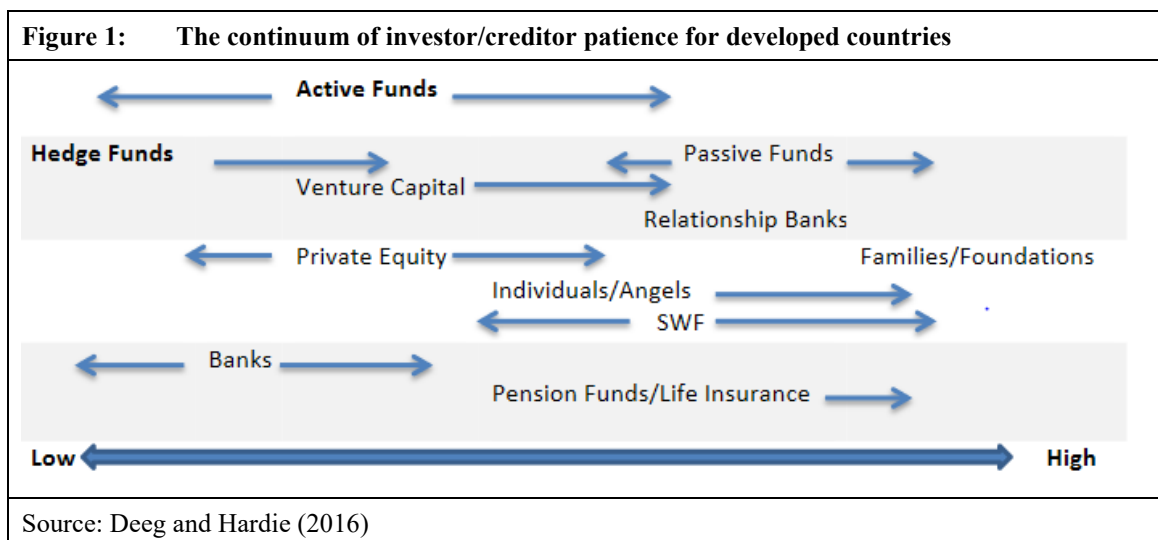 Figure 1: The continuum of investor/creditor patience for developed countries
Active Funds
Hedge Funds
Passive Funds
Venture Capital
Relationship Banks
Private Equity
Families/Foundations
Individuals/Angels
SWF
Banks
Pension Funds/Life Insurance
Low
High
Source: Deeg and Hardie (2016)